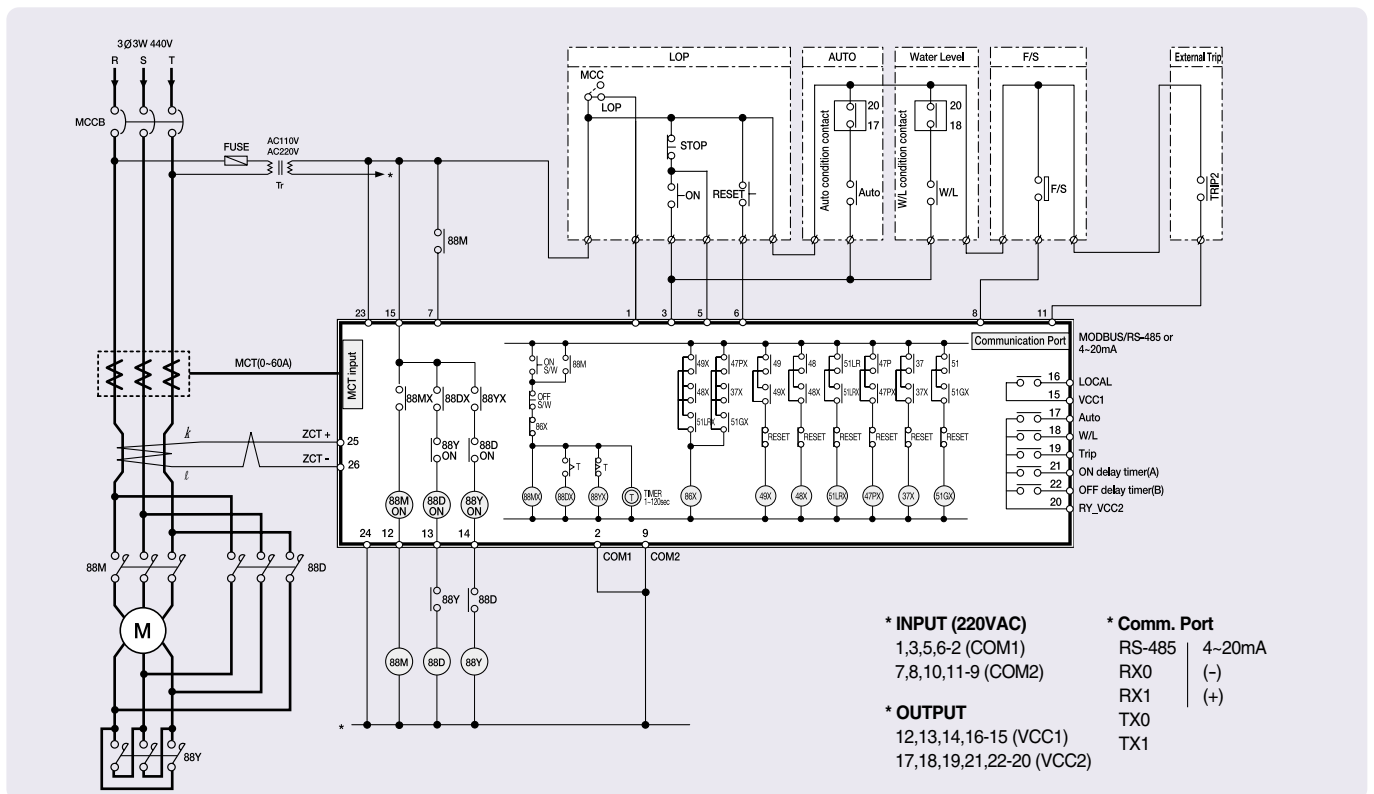 3Ø3W 440V
R S T
MCCB
FUSE
AC110V
AC220V
Tr
*
LOP
MCC
LOP
STOP
ON
RESET
AUTO
Auto condition contact
20
17
Auto
Water Level
W/L condition contact
20
18
W/L
F/S
F/S
External Trip
TRIP2
88M
23 15 7 1 3 5 6 8 11
MCT(0~60A)
MCT input
k
l
ZCT +
ZCT -
25
26
88MX 88DX 88YX
88Y
ON
88D
ON
88M
ON
88D
ON
88Y
ON
ON
S/W
88M
OFF
S/W
86X
T
T
88MX 88DX 88YX T
TIMER
1~120sec
49X 47PX
48X 37X
51LRX 51GX
86X
49 48 51LR 47P 37 51
49X 48X 51LRX 47PX 37X 51GX
RESET RESET RESET RESET RESET RESET
49X 48X 51LRX 47PX 37X 51GX
Communication Port
MODBUS/RS-485 or
4~20mA
16 LOCAL
15 VCC1
17 Auto
18 W/L
19 Trip
21 ON delay timer(A)
22 OFF delay timer(B)
20 RY_VCC2
24 12 13 14 2 9
COM1 COM2
88Y 88D
88M 88D 88Y
*
88M
88D
M
88Y
* INPUT (220VAC)
1,3,5,6-2 (COM1)
7,8,10,11-9 (COM2)
* OUTPUT
12,13,14,16-15 (VCC1)
17,18,19,21,22-20 (VCC2)
* Comm. Port
RS-485 4~20mA
RX0 (-)
RX1 (+)
TX0
TX1